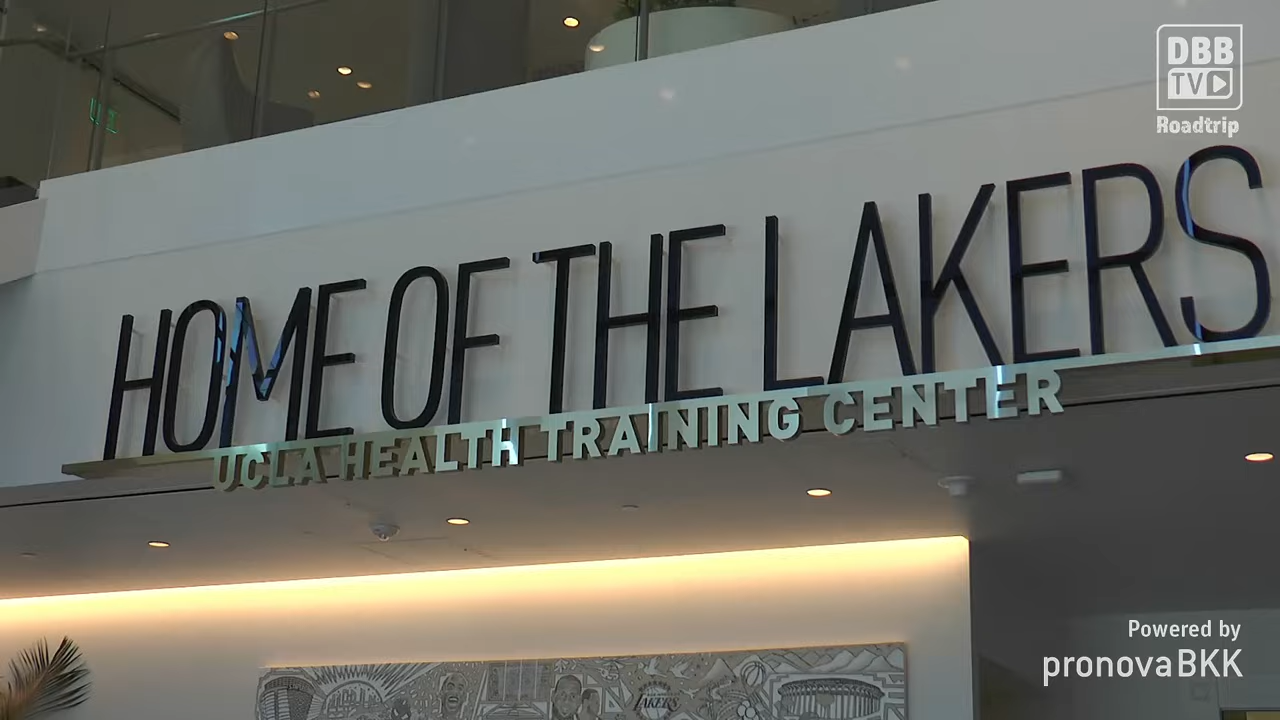 DBB
TV
Roadtrip
HOME OF THE LAKERS
UCLA HEALTH TRAINING CENTER
LAKERS
Powered by
pronovaBKK